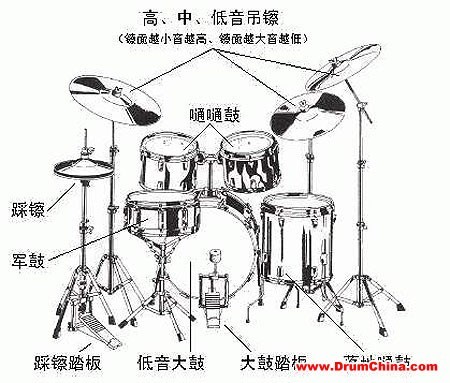 高、中、低音吊镲
(镲面越小音越高、镲面越大音越低)
嗵嗵鼓
踩镲
军鼓
踩镲踏板
低音大鼓
大鼓踏板
落地嗵鼓
www.DrumChina.com